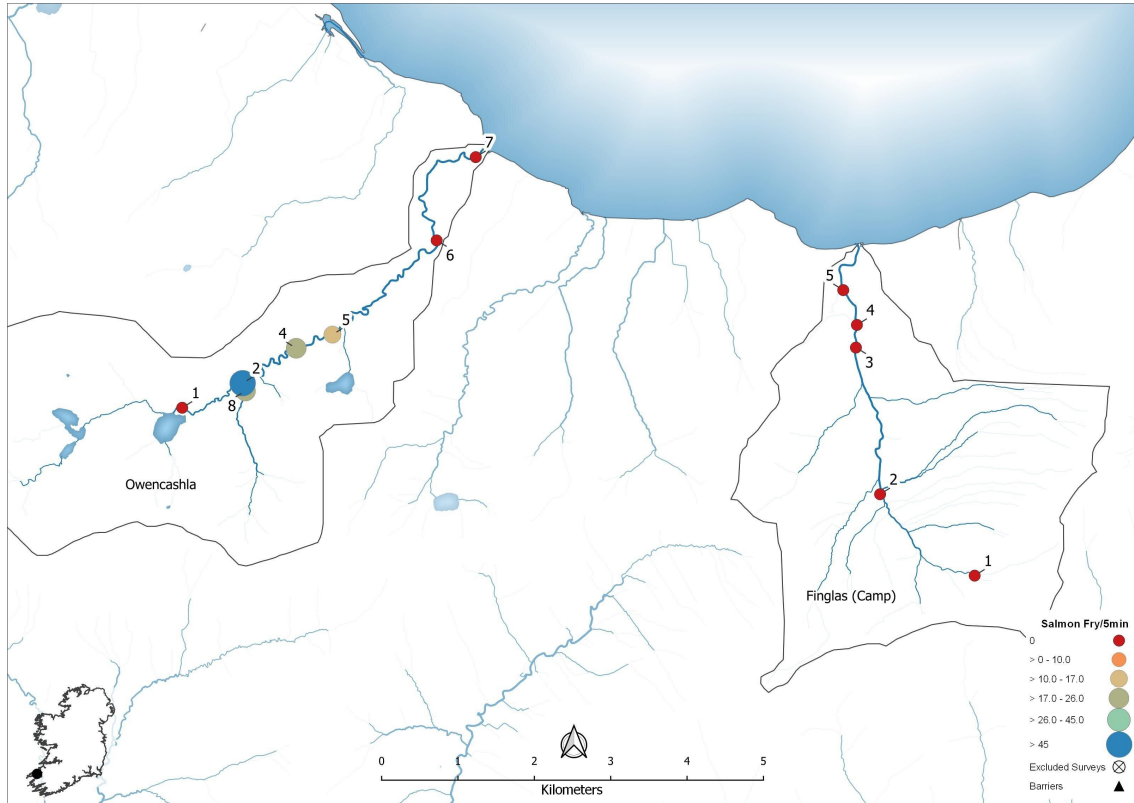 7
6
5
4
2
8
1
Owencashla
5
4
3
2
1
Finglas (Camp)
Salmon Fry/5min
0
> 0 - 10.0
> 10.0 - 17.0
> 17.0 - 26.0
> 26.0 - 45.0
> 45
Excluded Surveys
Barriers
0 1 2 3 4 5
Kilometers